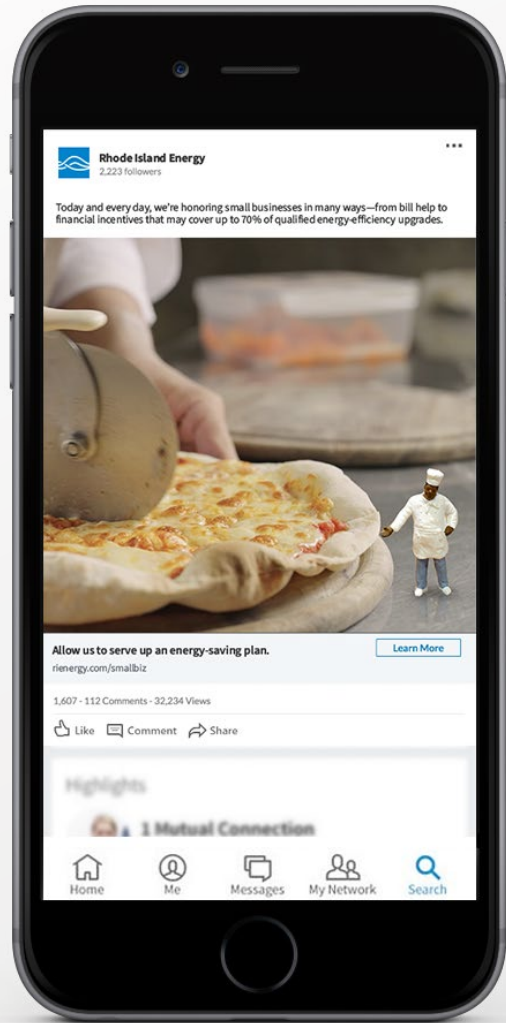 Rhode Island Energy
2,223 followers
Today and every day, we're honoring small businesses in many ways—from bill help to
financial incentives that may cover up to 70% of qualified energy-efficiency upgrades.
Allow us to serve up an energy-saving plan.
Learn More
rienergy.com/smallbiz
1,607 - 112 Comments - 32,234 Views
Like Comment Share
Highlights
1 Mutual Connection
Home Me Messages My Network Search